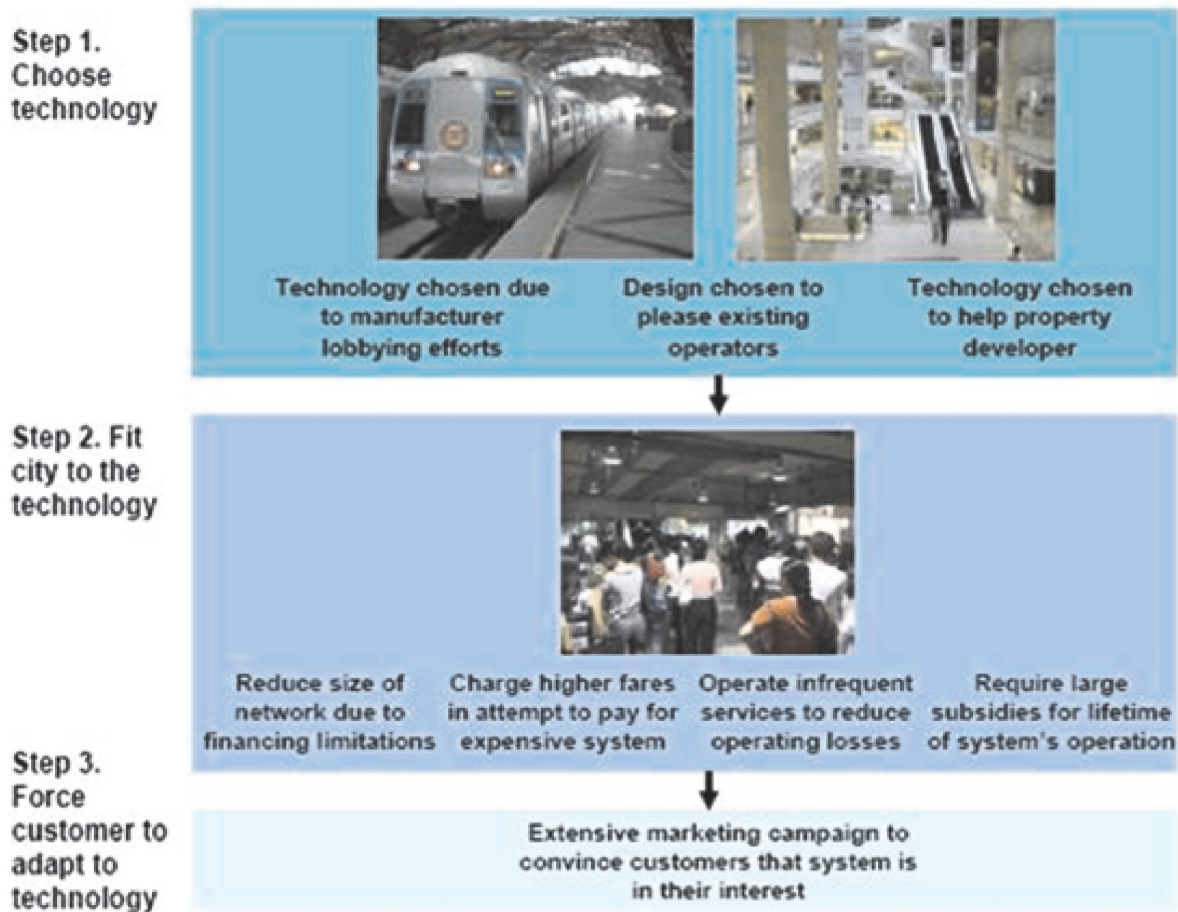 Step 1.
Choose
technology
Technology chosen due
to manufacturer
lobbying efforts
Design chosen to
please existing
operators
Technology chosen
to help property
developer
Step 2. Fit
city to the
technology
Reduce size of
network due to
financing limitations
Charge higher fares
in attempt to pay for
expensive system
Operate infrequent
services to reduce
operating losses
Require large
subsidies for lifetime
of system's operation
Step 3.
Force
customer to
adapt to
technology
Extensive marketing campaign to
convince customers that system is
in their interest